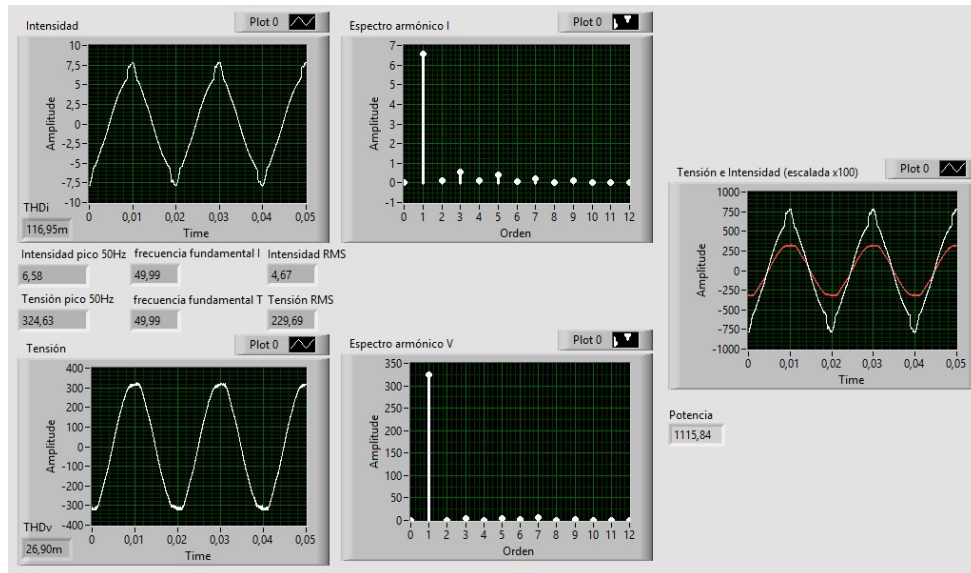 Intensidad
Plot 0
Amplitude
10
7,5
5
2,5
0
-2,5
-5
-7,5
-10
0 0,01 0,02 0,03 0,04 0,05
Time
THDi
116,95m
Espectro armónico I
Plot 0
Amplitude
7
6
5
4
3
2
1
0
-1
0 1 2 3 4 5 6 7 8 9 10 11 12
Orden
Intensidad pico 50Hz frecuencia fundamental I Intensidad RMS
6,58 49,99 4,67
Tensión pico 50Hz frecuencia fundamental T Tensión RMS
324,63 49,99 229,69
Tensión
Plot 0
Amplitude
400
300
200
100
0
-100
-200
-300
-400
0 0,01 0,02 0,03 0,04 0,05
Time
THDv
26,90m
Espectro armónico V
Plot 0
Amplitude
350
300
250
200
150
100
50
0
0 1 2 3 4 5 6 7 8 9 10 11 12
Orden
Tensión e Intensidad (escalada x100)
Plot 0
Amplitude
1000
750
500
250
0
-250
-500
-750
-1000
0 0,01 0,02 0,03 0,04 0,05
Time
Potencia
1115,84